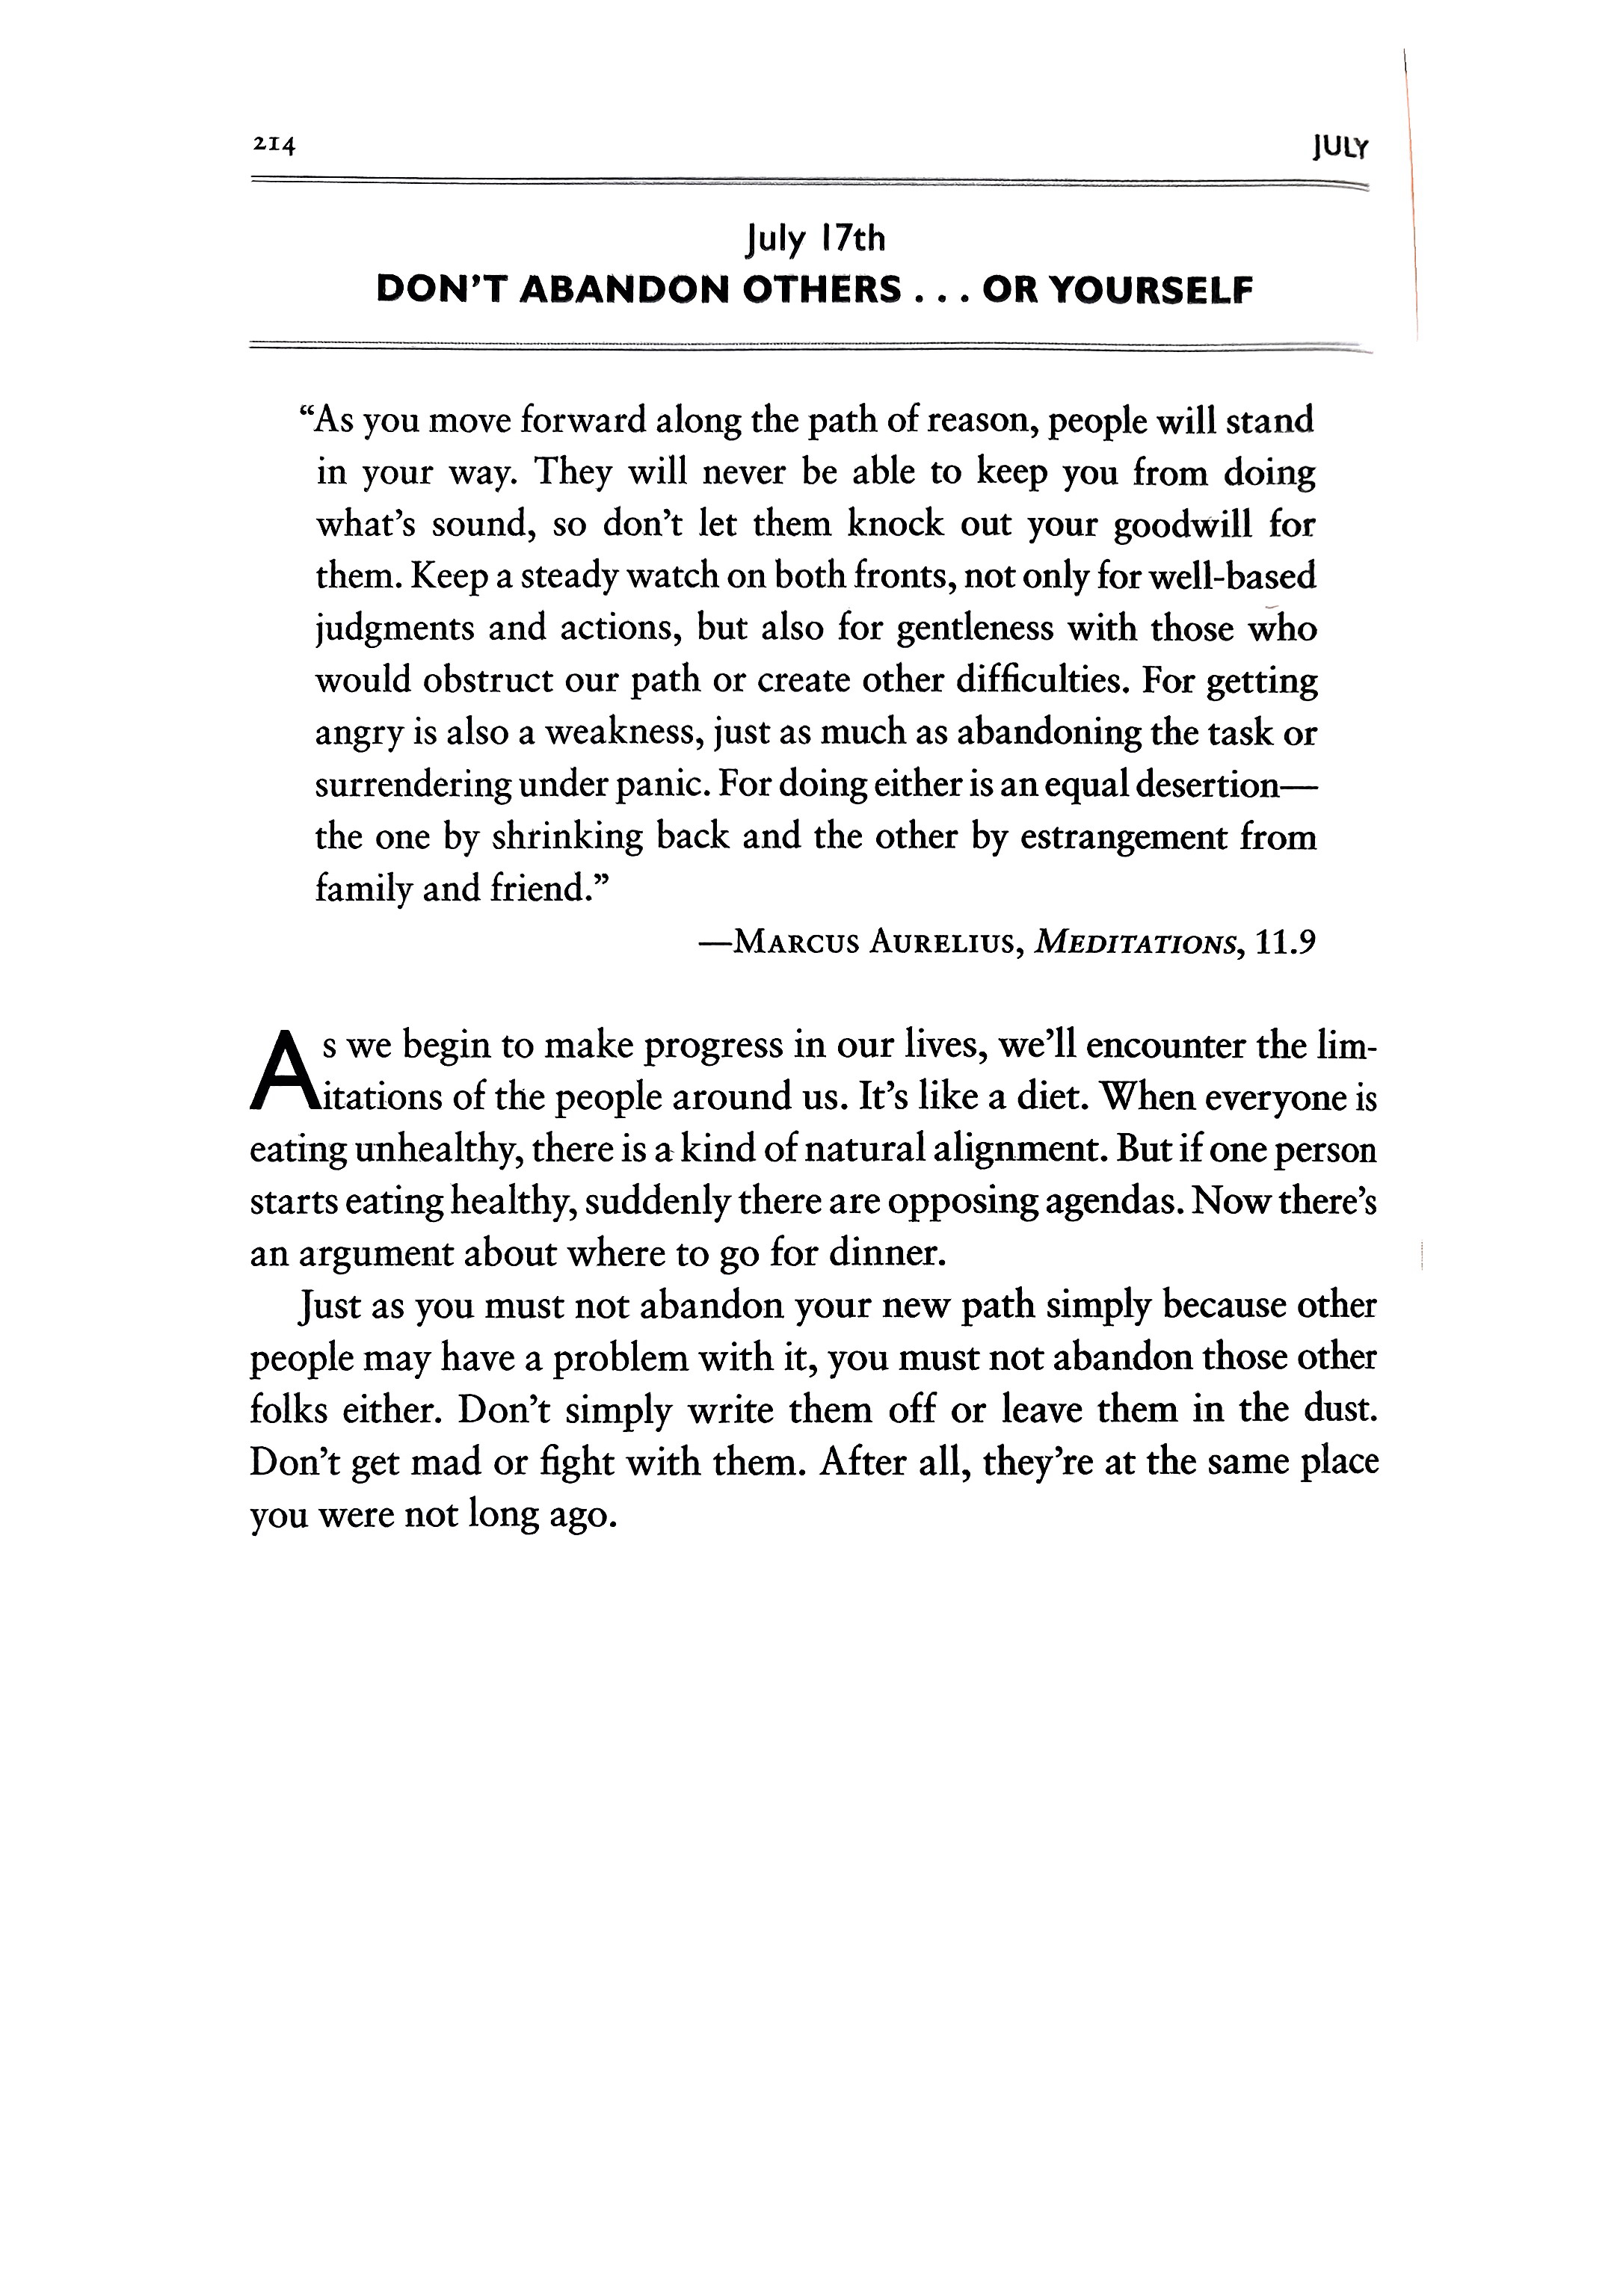 214 JULY
July 17th
DON'T ABANDON OTHERS . . . OR YOURSELF
“As you move forward along the path of reason, people will stand
in your way. They will never be able to keep you from doing
what’s sound, so don’t let them knock out your goodwill for
them. Keep a steady watch on both fronts, not only for well-based
judgments and actions, but also for gentleness with those who
would obstruct our path or create other difficulties. For getting
angry is also a weakness, just as much as abandoning the task or
surrendering under panic. For doing either is an equal desertion—
the one by shrinking back and the other by estrangement from
family and friend.”
—MARCUS AURELIUS, MEDITATIONS, 11.9
As we begin to make progress in our lives, we’ll encounter the lim-
itations of the people around us. It’s like a diet. When everyone is
eating unhealthy, there is a kind of natural alignment. But if one person
starts eating healthy, suddenly there are opposing agendas. Now there’s
an argument about where to go for dinner.
Just as you must not abandon your new path simply because other
people may have a problem with it, you must not abandon those other
folks either. Don’t simply write them off or leave them in the dust.
Don’t get mad or fight with them. After all, they’re at the same place
you were not long ago.